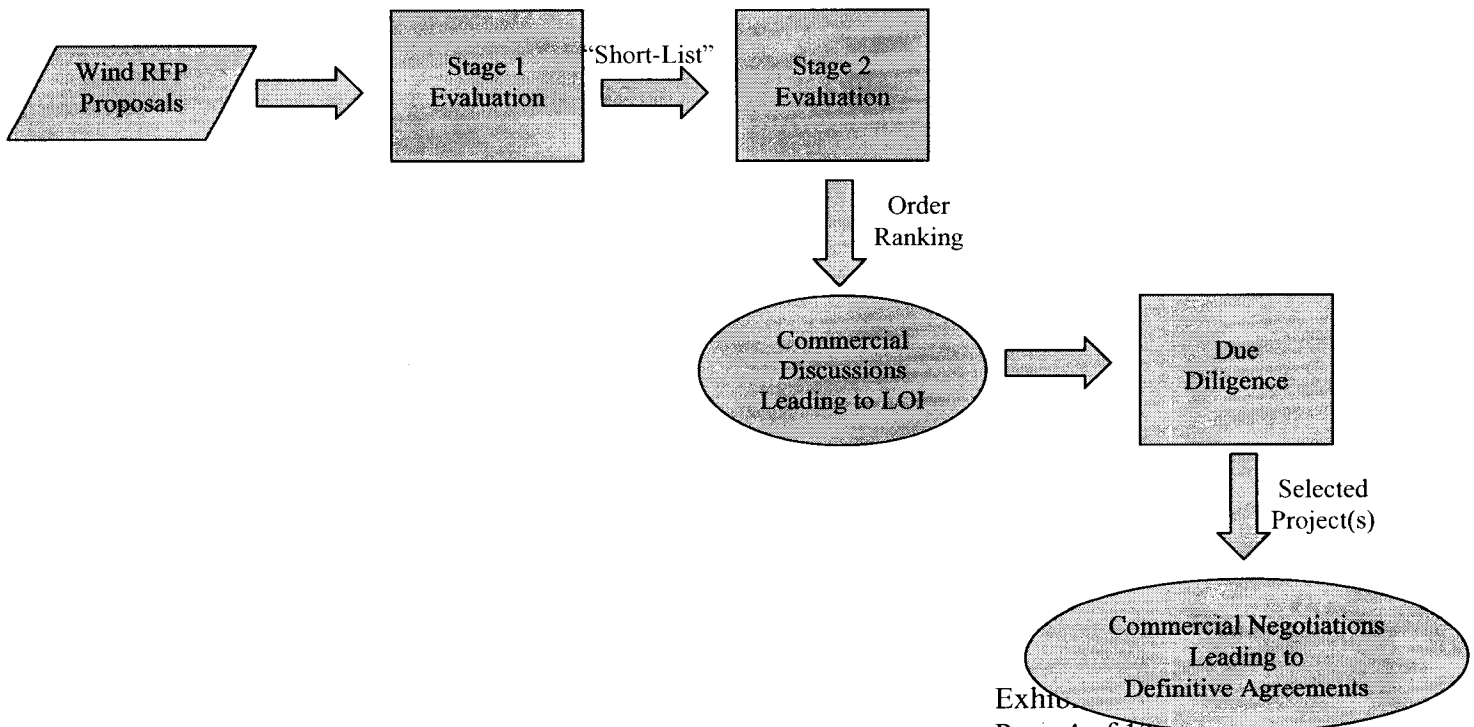 Wind RFP
Proposals
Stage 1
Evaluation
“Short-List”
Stage 2
Evaluation
Order
Ranking
Commercial
Discussions
Leading to LOI
Due
Diligence
Selected
Project(s)
Commercial Negotiations
Leading to
Definitive Agreements